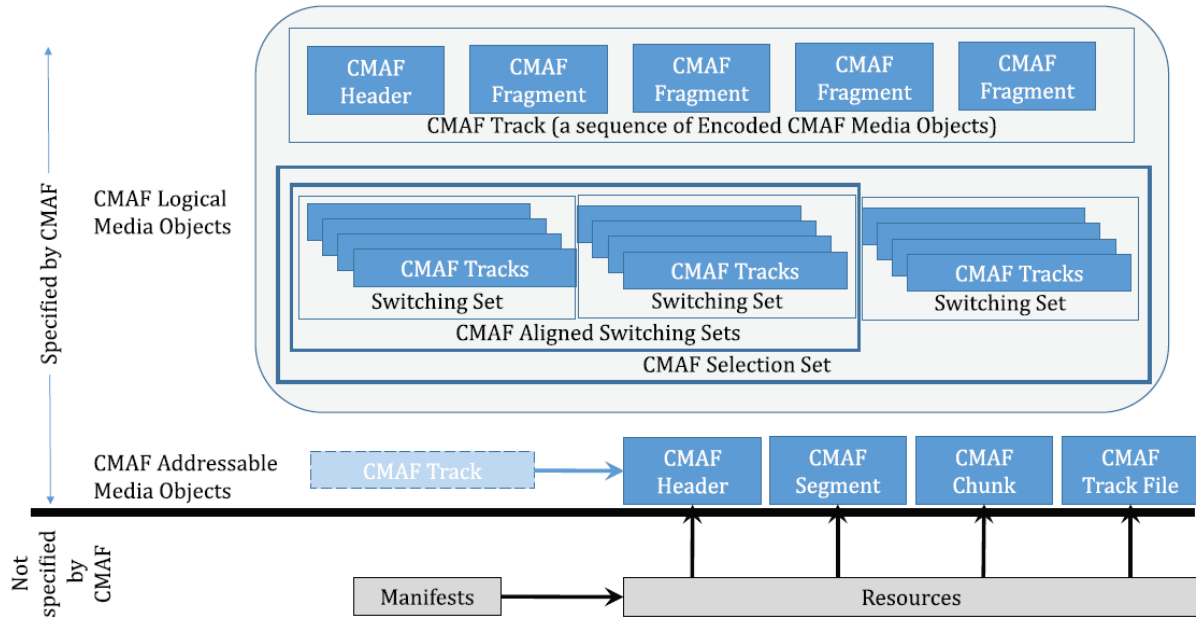 CMAF
Header
CMAF
Fragment
CMAF
Fragment
CMAF
Fragment
CMAF
Fragment
CMAF Track (a sequence of Encoded CMAF Media Objects)
Specified by CMAF
CMAF Logical
Media Objects
CMAF Tracks
Switching Set
CMAF Tracks
Switching Set
CMAF Tracks
Switching Set
CMAF Aligned Switching Sets
CMAF Selection Set
CMAF Addressable
Media Objects
CMAF Track
CMAF
Header
CMAF
Segment
CMAF
Chunk
CMAF
Track File
Not
specified
by
CMAF
Manifests
Resources